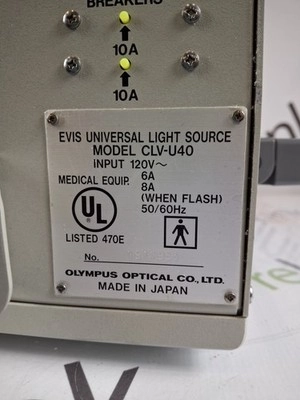 BREAKERS
10A
10A
EVIS UNIVERSAL LIGHT SOURCE
MODEL CLV-U40
INPUT 120V~
MEDICAL EQUIP. 6A
8A
(WHEN FLASH)
50/60Hz
UL
LISTED 470E
No.
OLYMPUS OPTICAL CO., LTD.
MADE IN JAPAN